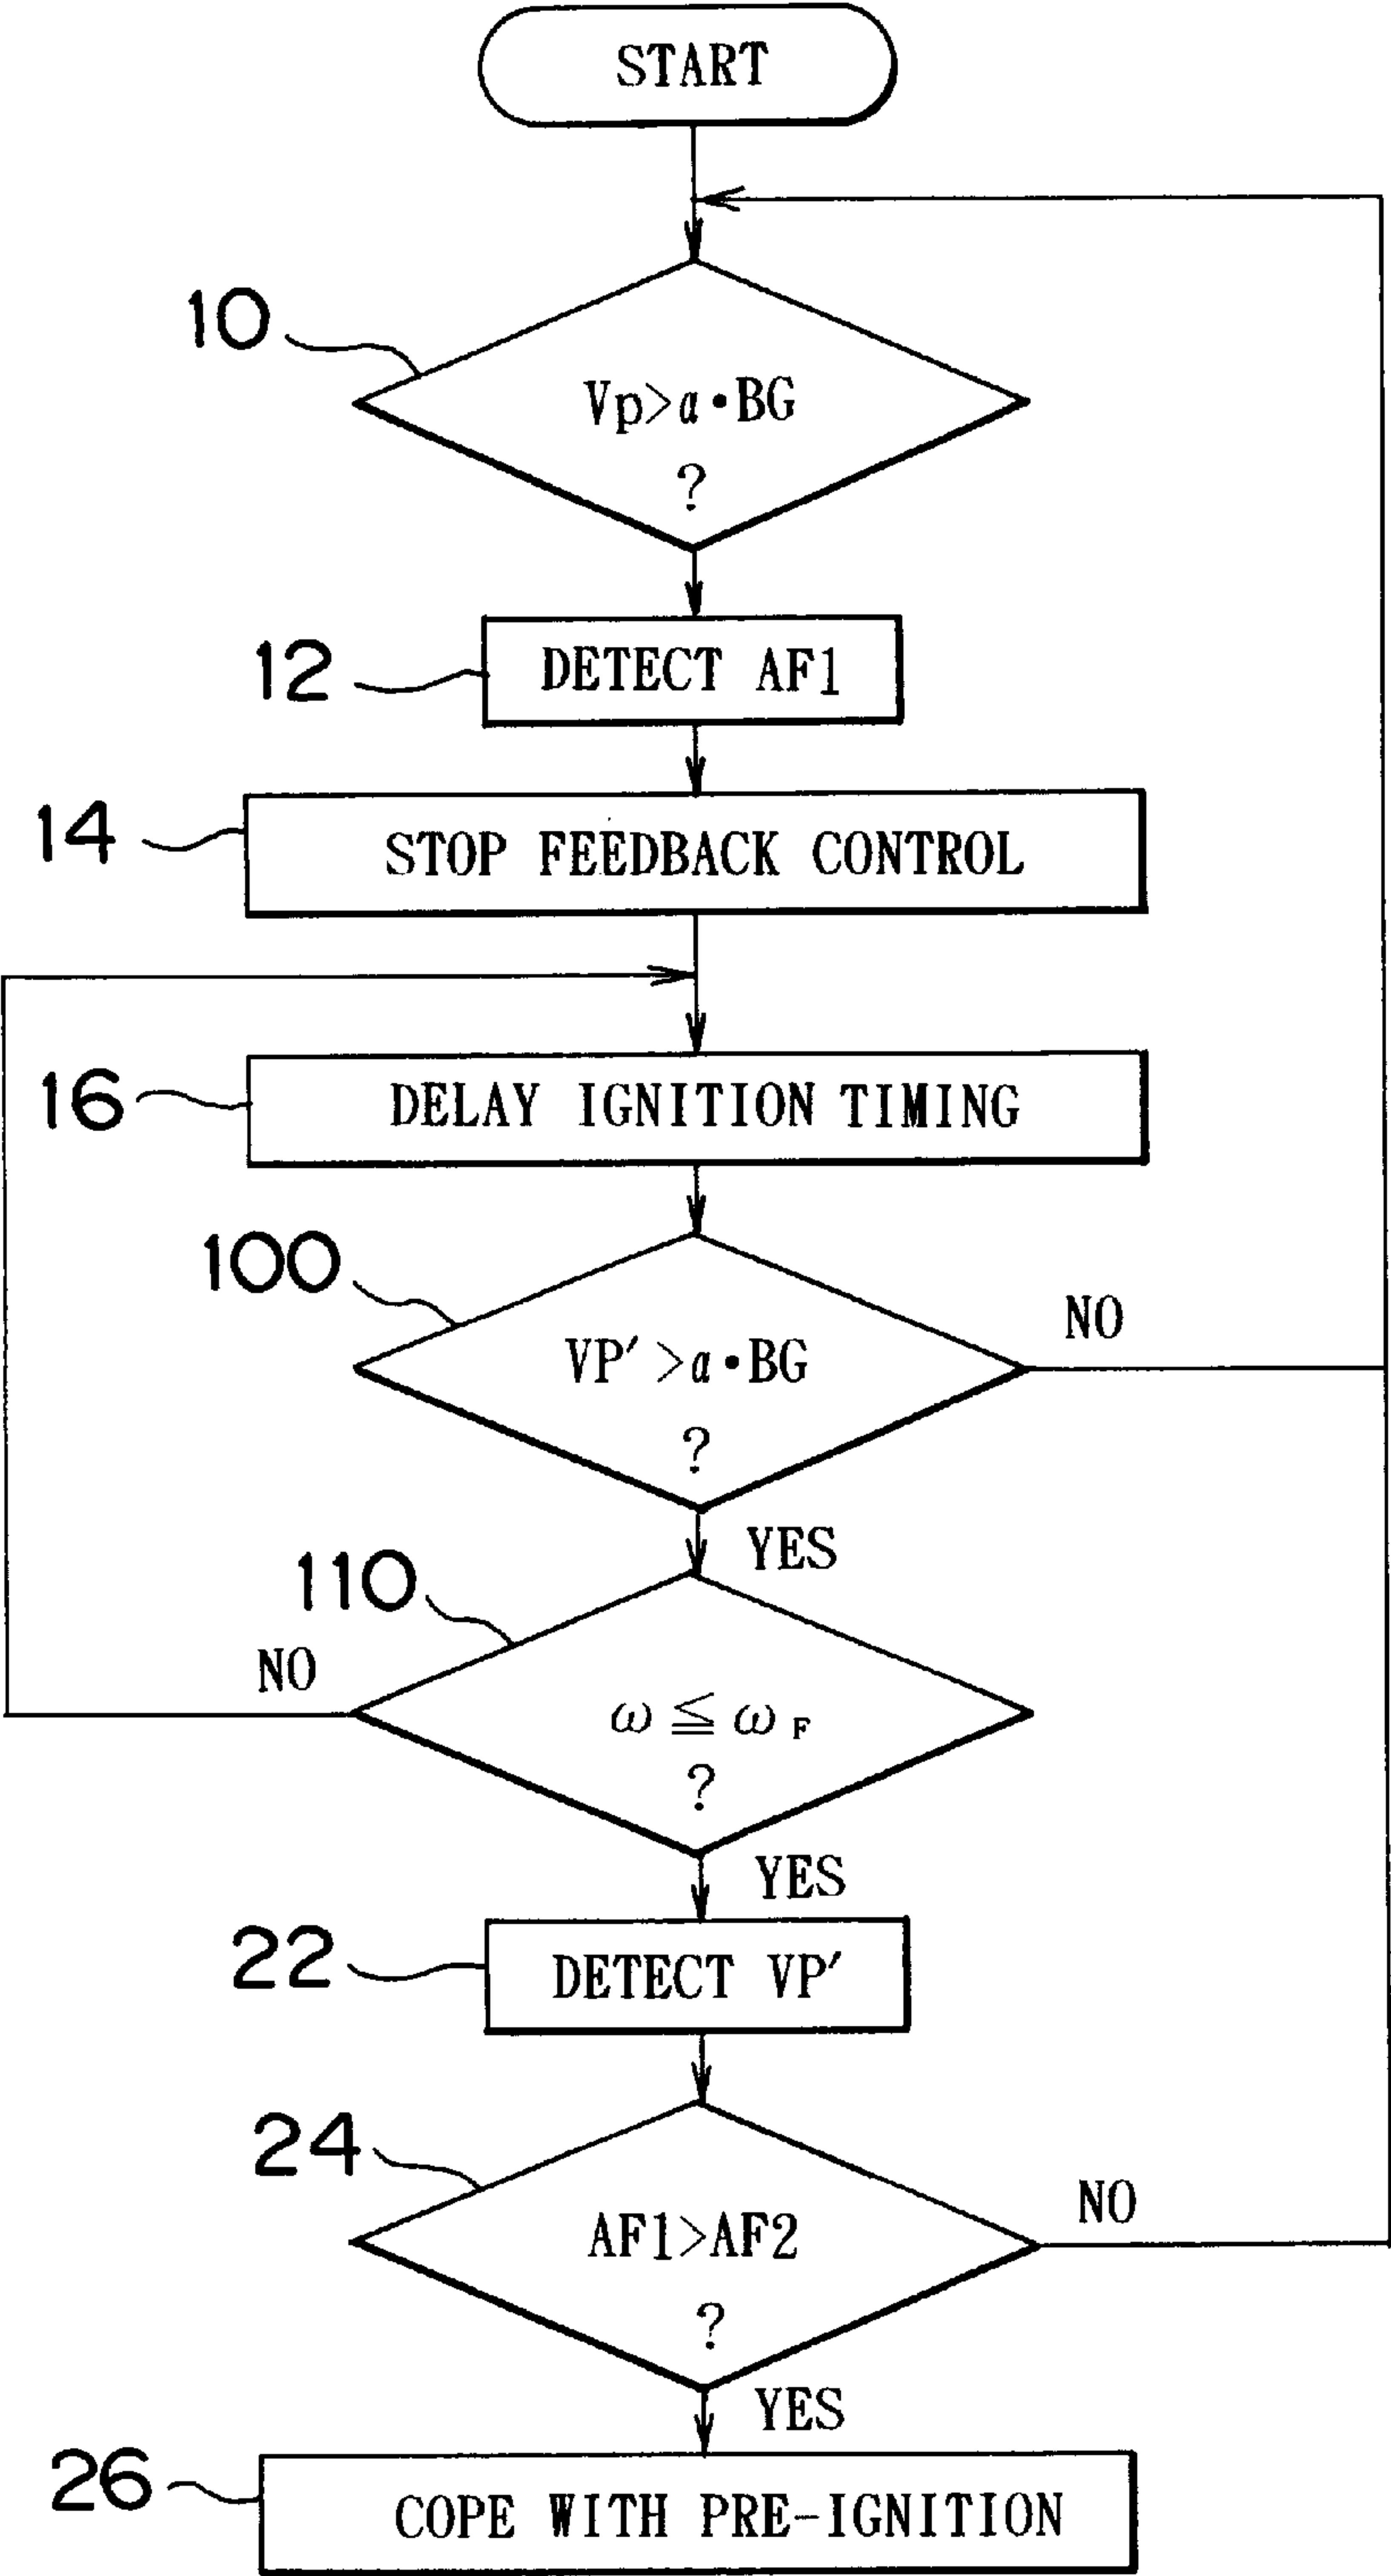 START
10
Vp>α•BG
?
12
DETECT AF1
14
STOP FEEDBACK CONTROL
16
DELAY IGNITION TIMING
100
VP′>α•BG
?
NO
YES
110
NO
ω ≦ ω F
?
YES
22
DETECT VP′
24
AF1>AF2
?
NO
YES
26
COPE WITH PRE-IGNITION